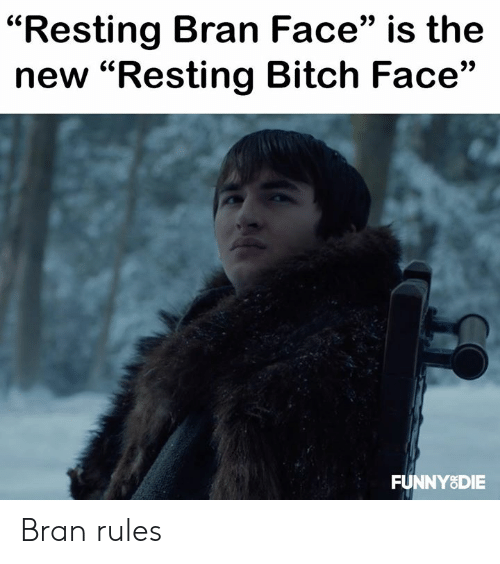 “Resting Bran Face” is the
new “Resting Bitch Face”
FUNNY OR DIE
Bran rules